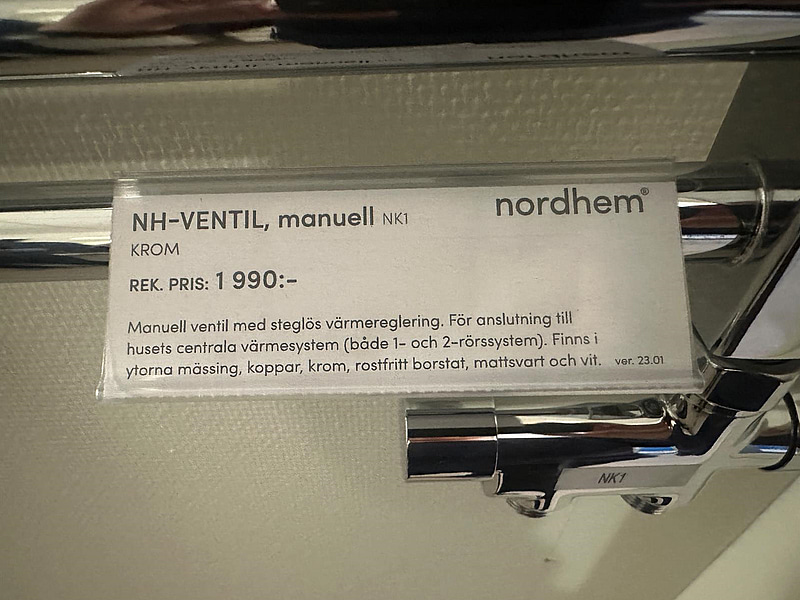 NH-VENTIL, manuell NK1
nordhem®
KROM
REK. PRIS: 1 990:-
Manuell ventil med steglös värmereglering. För anslutning till
husets centrala värmesystem (både 1- och 2-rörssystem). Finns i
ytorna mässing, koppar, krom, rostfritt borstat, mattsvart och vit. ver. 23.01
NK1